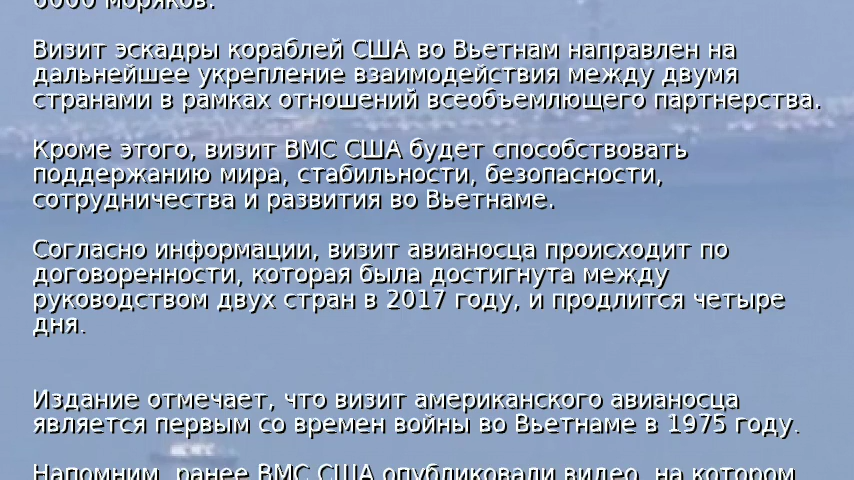 6000 моряков.
Визит эскадры кораблей США во Вьетнам направлен на
дальнейшее укрепление взаимодействия между двумя
странами в рамках отношений всеобъемлющего партнерства.
Кроме этого, визит ВМС США будет способствовать
поддержанию мира, стабильности, безопасности,
сотрудничества и развития во Вьетнаме.
Согласно информации, визит авианосца происходит по
договоренности, которая была достигнута между
руководством двух стран в 2017 году, и продлится четыре
дня.
Издание отмечает, что визит американского авианосца
является первым со времен войны во Вьетнаме в 1975 году.
Напомним, ранее ВМС США опубликовали видео, на котором